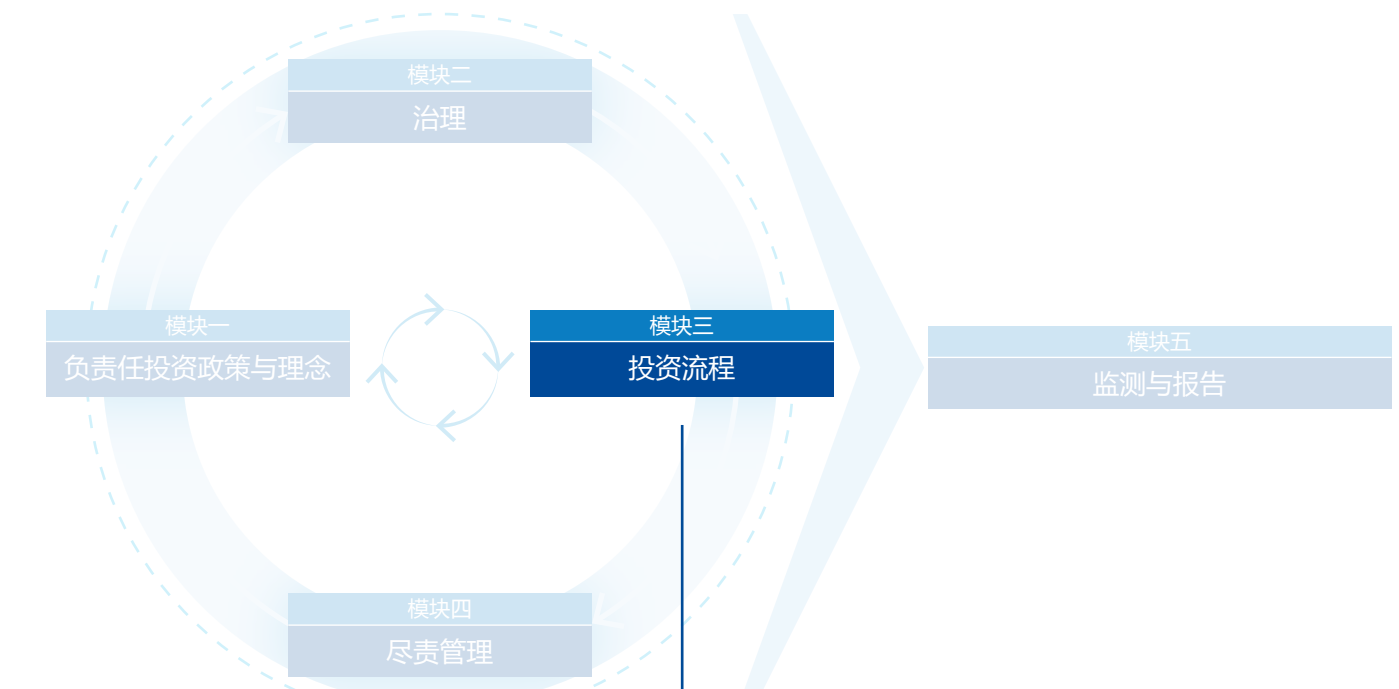 模块二
治理
模块一
负责任投资政策与理念
模块三
投资流程
模块五
监测与报告
模块四
尽责管理